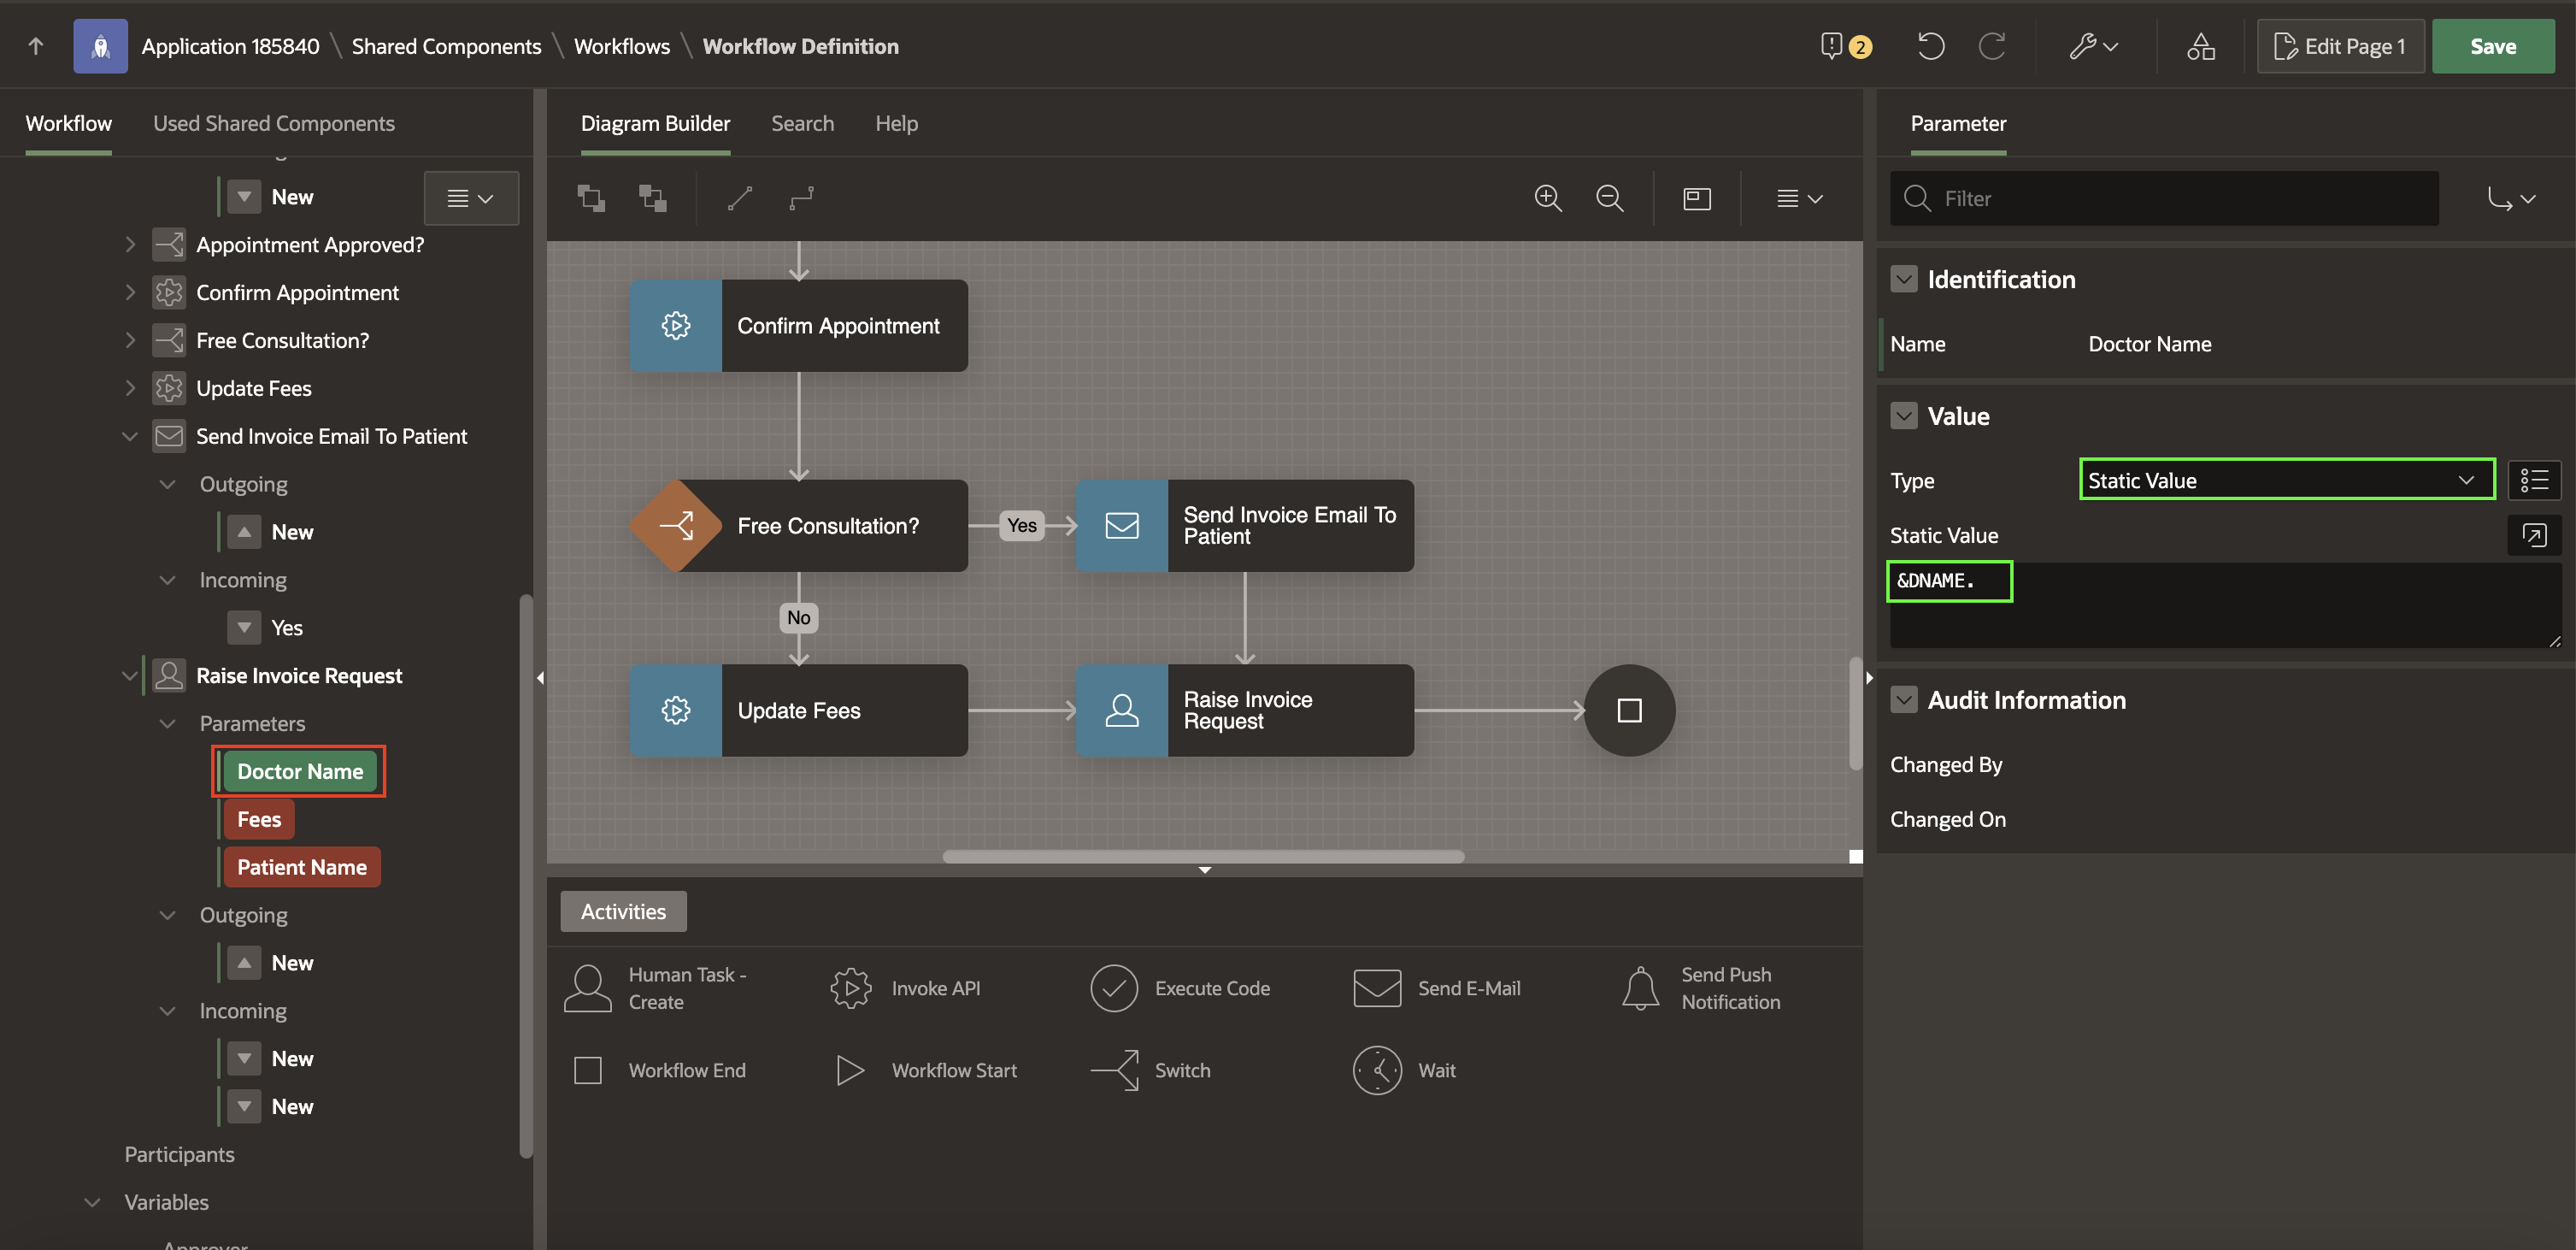 Application 185840 \ Shared Components \ Workflows \ Workflow Definition
2
Edit Page 1
Save
Workflow
Used Shared Components
New
Appointment Approved?
Confirm Appointment
Free Consultation?
Update Fees
Send Invoice Email To Patient
Outgoing
New
Incoming
Yes
Raise Invoice Request
Parameters
Doctor Name
Fees
Patient Name
Outgoing
New
Incoming
New
New
Participants
Variables
Approver
Diagram Builder
Search
Help
Confirm Appointment
Free Consultation?
Yes
Send Invoice Email To
Patient
No
Update Fees
Raise Invoice
Request
Activities
Human Task -
Create
Invoke API
Execute Code
Send E-Mail
Send Push
Notification
Workflow End
Workflow Start
Switch
Wait
Parameter
Filter
Identification
Name
Doctor Name
Value
Type
Static Value
Static Value
&DNAME.
Audit Information
Changed By
Changed On